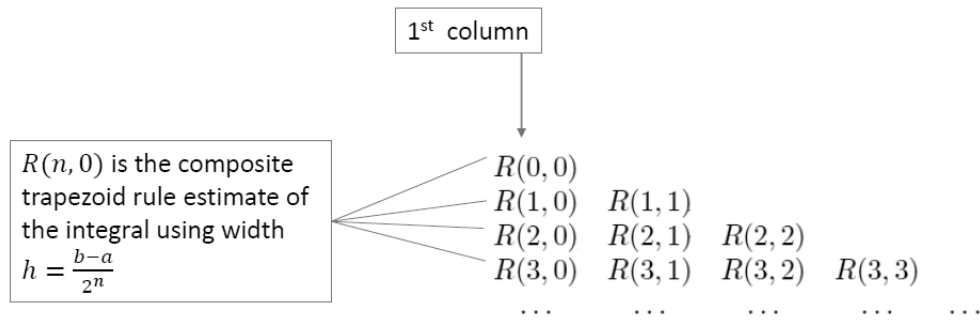 1st column
R(n, 0) is the composite
trapezoid rule estimate of
the integral using width
h = (b−a)/2^n
R(0, 0)
R(1, 0) R(1, 1)
R(2, 0) R(2, 1) R(2, 2)
R(3, 0) R(3, 1) R(3, 2) R(3, 3)
... ... ... ... ...